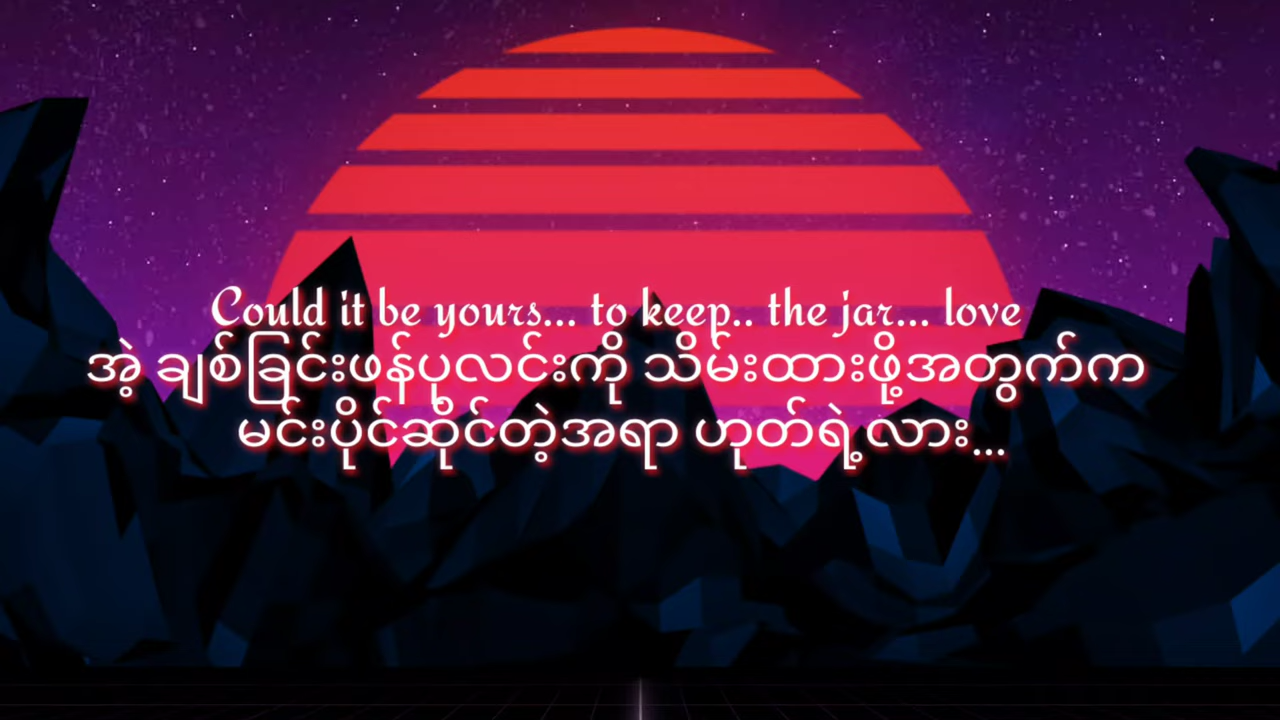 Could it be yours... to keep.. the jar... love
အဲ့ ချစ်ခြင်းဖန်ပုလင်းကို သိမ်းထားဖို့အတွက်က
မင်းပိုင်ဆိုင်တဲ့အရာ ဟုတ်ရဲ့လား...